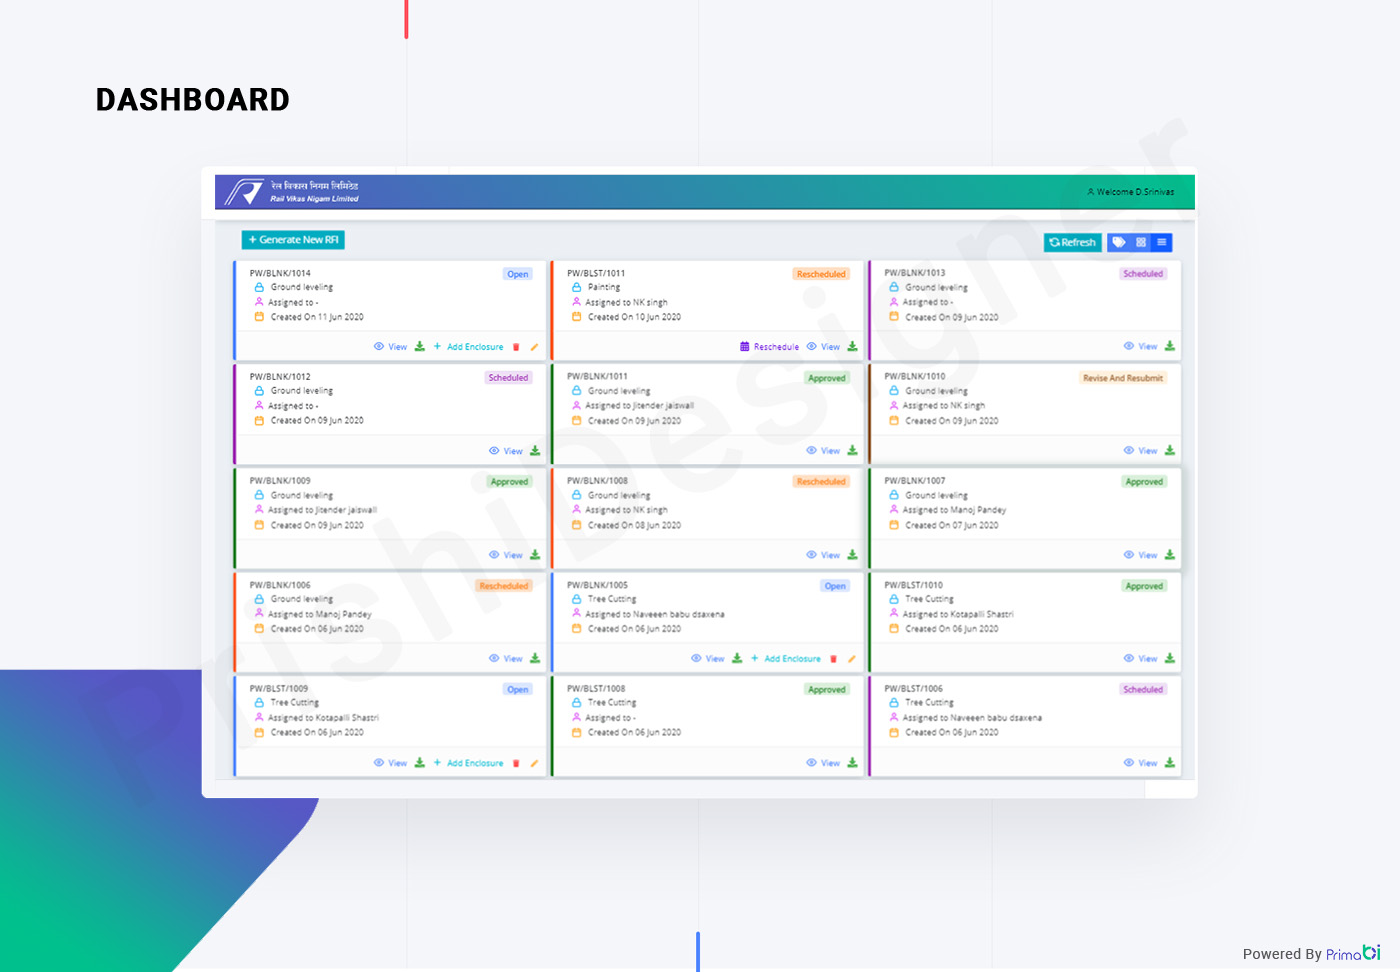 DASHBOARD
रेल विकास निगम लिमिटेड
Rail Vikas Nigam Limited
Welcome D.Srinivas
+ Generate New RFI
Refresh
PW/BLNK/1014 Open
Ground leveling
Assigned to -
Created On 11 Jun 2020
View + Add Enclosure
PW/BLST/1011 Rescheduled
Painting
Assigned to NK singh
Created On 10 Jun 2020
Reschedule View
PW/BLNK/1013 Scheduled
Ground leveling
Assigned to -
Created On 09 Jun 2020
View
PW/BLNK/1012 Scheduled
Ground leveling
Assigned to -
Created On 09 Jun 2020
View
PW/BLNK/1011 Approved
Ground leveling
Assigned to Jitender jaiswall
Created On 09 Jun 2020
View
PW/BLNK/1010 Revise And Resubmit
Ground leveling
Assigned to NK singh
Created On 09 Jun 2020
View
PW/BLNK/1009 Approved
Ground leveling
Assigned to Jitender jaiswall
Created On 09 Jun 2020
View
PW/BLNK/1008 Rescheduled
Ground leveling
Assigned to NK singh
Created On 08 Jun 2020
View
PW/BLNK/1007 Approved
Ground leveling
Assigned to Manoj Pandey
Created On 07 Jun 2020
View
PW/BLNK/1006 Rescheduled
Ground leveling
Assigned to Manoj Pandey
Created On 06 Jun 2020
View
PW/BLNK/1005 Open
Tree Cutting
Assigned to Naveeen babu dsaxena
Created On 06 Jun 2020
View + Add Enclosure
PW/BLST/1010 Approved
Tree Cutting
Assigned to Kotapalli Shastri
Created On 06 Jun 2020
View
PW/BLST/1009 Open
Tree Cutting
Assigned to Kotapalli Shastri
Created On 06 Jun 2020
View + Add Enclosure
PW/BLST/1008 Approved
Tree Cutting
Assigned to -
Created On 06 Jun 2020
View
PW/BLST/1006 Scheduled
Tree Cutting
Assigned to Naveeen babu dsaxena
Created On 06 Jun 2020
View
PrishiDesigner
Powered By Primabi